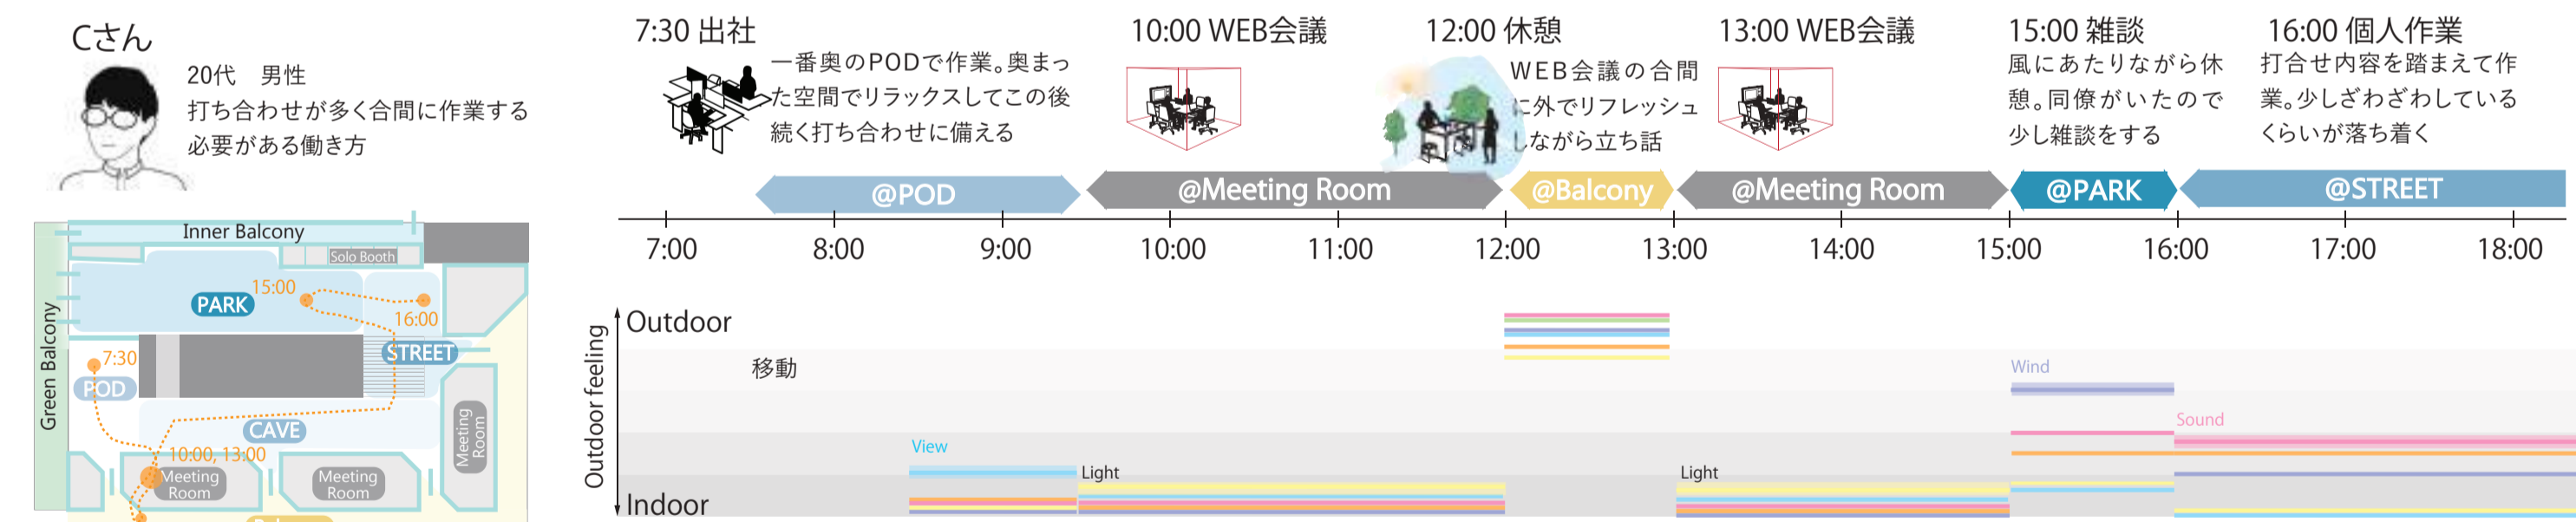 Cさん
20代　男性
打ち合わせが多く合間に作業する
必要がある働き方
7:30 出社
一番奥のPODで作業。奥まっ
た空間でリラックスしてこの後
続く打ち合わせに備える
10:00 WEB会議
12:00 休憩
WEB会議の合間
に外でリフレッシュ
しながら立ち話
13:00 WEB会議
15:00 雑談
風にあたりながら休
憩。同僚がいたので
少し雑談をする
16:00 個人作業
打合せ内容を踏まえて作
業。少しざわざわしている
くらいが落ち着く
@POD
@Meeting Room
@Balcony
@Meeting Room
@PARK
@STREET
7:00
8:00
9:00
10:00
11:00
12:00
13:00
14:00
15:00
16:00
17:00
18:00
Inner Balcony
Solo Booth
Green Balcony
15:00
PARK
16:00
STREET
7:30
POD
CAVE
10:00, 13:00
Meeting
Room
Meeting
Room
Meeting
Room
Outdoor feeling
Outdoor
移動
Indoor
View
Light
Light
Wind
Sound